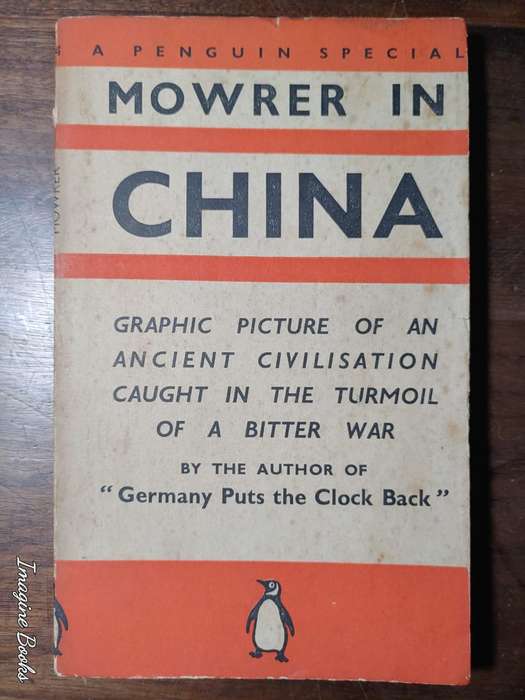 A PENGUIN SPECIAL
MOWRER IN
CHINA
MOWRER
GRAPHIC PICTURE OF AN
ANCIENT CIVILISATION
CAUGHT IN THE TURMOIL
OF A BITTER WAR
BY THE AUTHOR OF
“Germany Puts the Clock Back”
Imagine Books